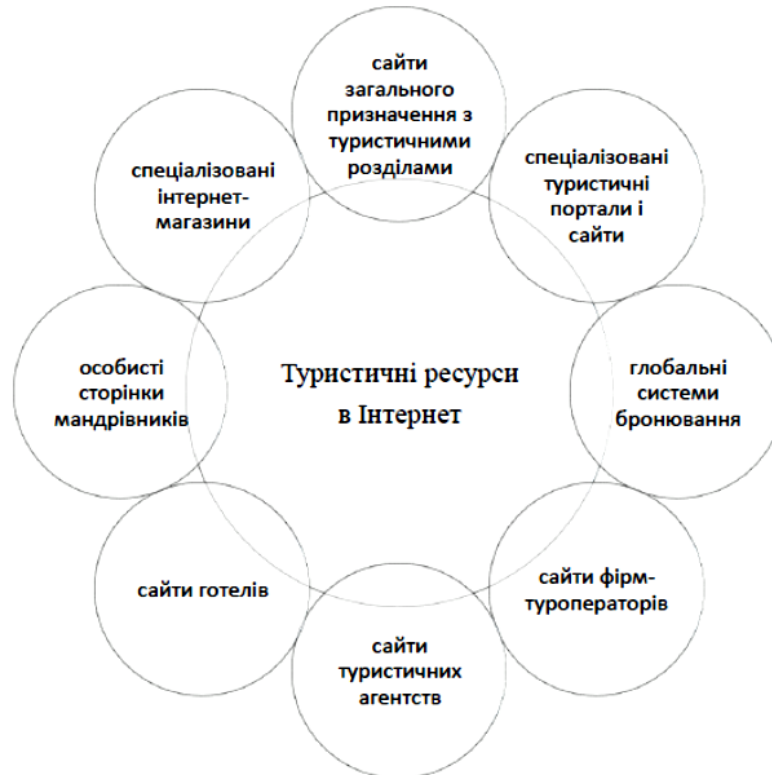 сайти
загального
призначення з
туристичними
розділами
спеціалізовані
туристичні
портали і
сайти
глобальні
системи
бронювання
сайти фірм-
туроператорів
сайти
туристичних
агентств
сайти готелів
особисті
сторінки
мандрівників
спеціалізовані
інтернет-
магазини
Туристичні ресурси
в Інтернет